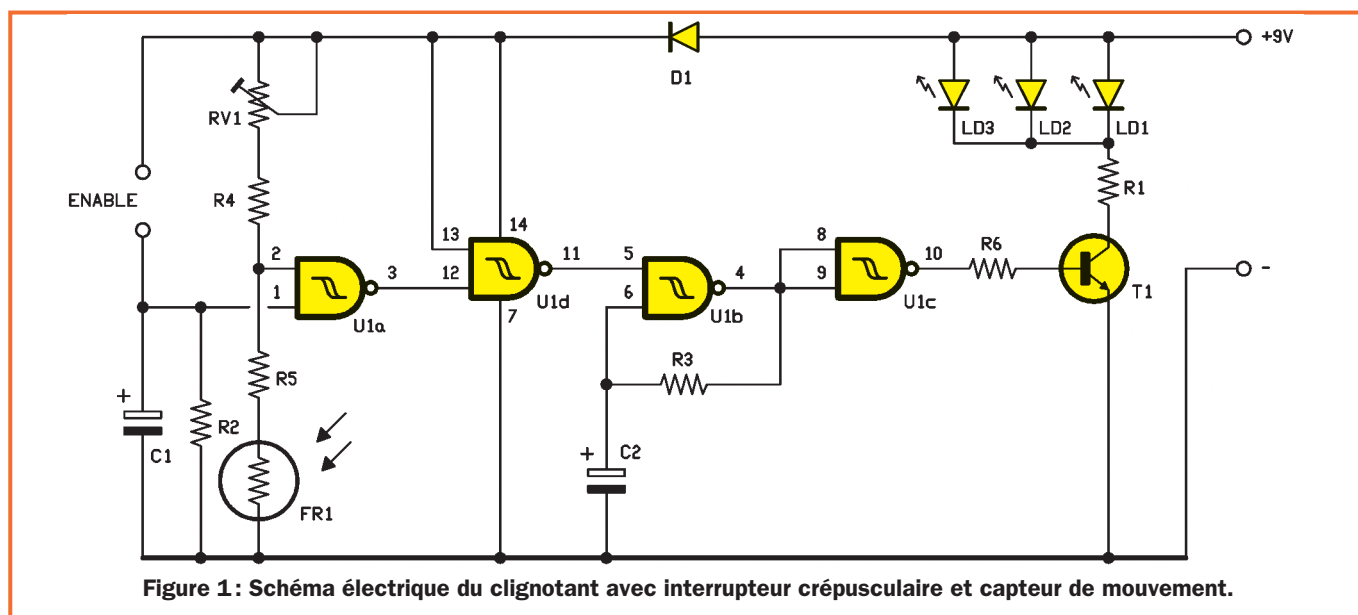 +9V
D1
RV1
LD3
LD2
LD1
ENABLE
R4
R1
14
13
2
11
5
8
R6
3
12
4
10
-
1
6
9
T1
U1a
U1d
7
U1b
U1c
R3
R5
+
R2
+
C2
C1
FR1
Figure 1: Schéma électrique du clignotant avec interrupteur crépusculaire et capteur de mouvement.